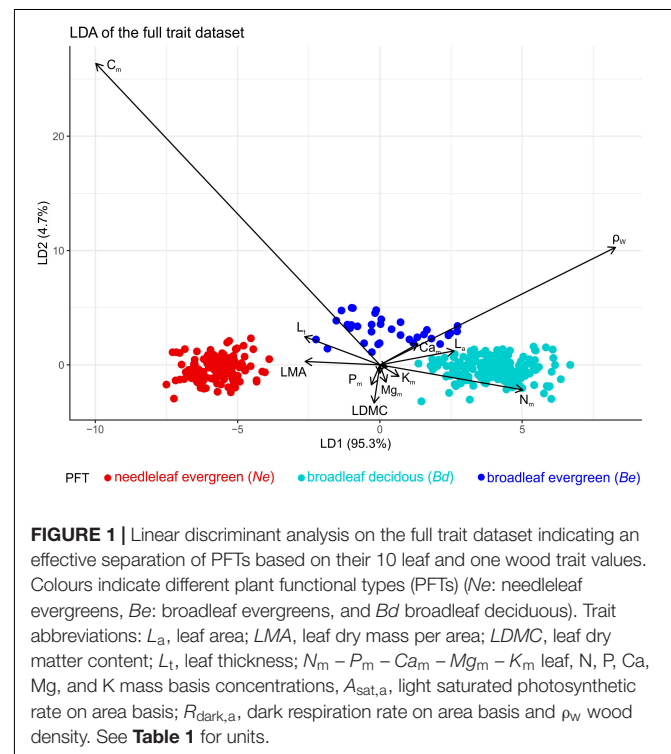 LDA of the full trait dataset
C_m
20
ρ_w
LD2 (4.7%)
10
L_t
Ca_m
L_a
0
LMA
P_m
K_m
Mg_m
N_m
LDMC
−10
−5
0
5
LD1 (95.3%)
PFT needleleaf evergreen (Ne) broadleaf decidous (Bd) broadleaf evergreen (Be)
FIGURE 1 | Linear discriminant analysis on the full trait dataset indicating an
effective separation of PFTs based on their 10 leaf and one wood trait values.
Colours indicate different plant functional types (PFTs) (Ne: needleleaf
evergreens, Be: broadleaf evergreens, and Bd broadleaf deciduous). Trait
abbreviations: L_a, leaf area; LMA, leaf dry mass per area; LDMC, leaf dry
matter content; L_t, leaf thickness; N_m – P_m – Ca_m – Mg_m – K_m leaf, N, P, Ca,
Mg, and K mass basis concentrations, A_sat,a, light saturated photosynthetic
rate on area basis; R_dark,a, dark respiration rate on area basis and ρ_w wood
density. See Table 1 for units.